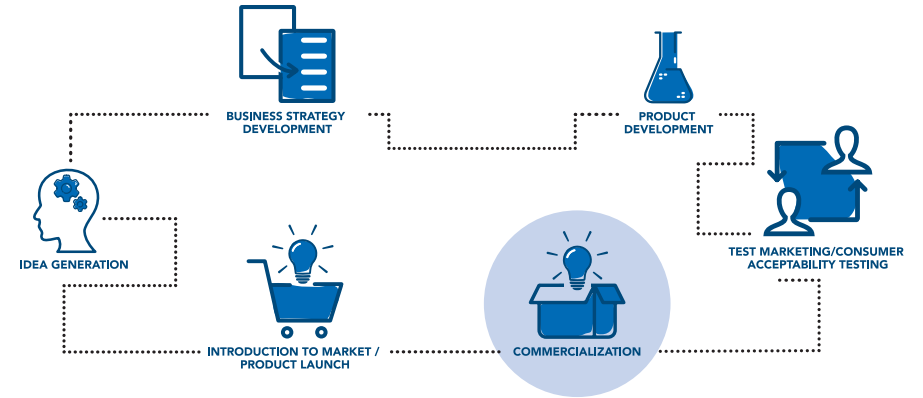 BUSINESS STRATEGY
DEVELOPMENT
PRODUCT
DEVELOPMENT
IDEA GENERATION
TEST MARKETING/CONSUMER
ACCEPTABILITY TESTING
INTRODUCTION TO MARKET /
PRODUCT LAUNCH
COMMERCIALIZATION